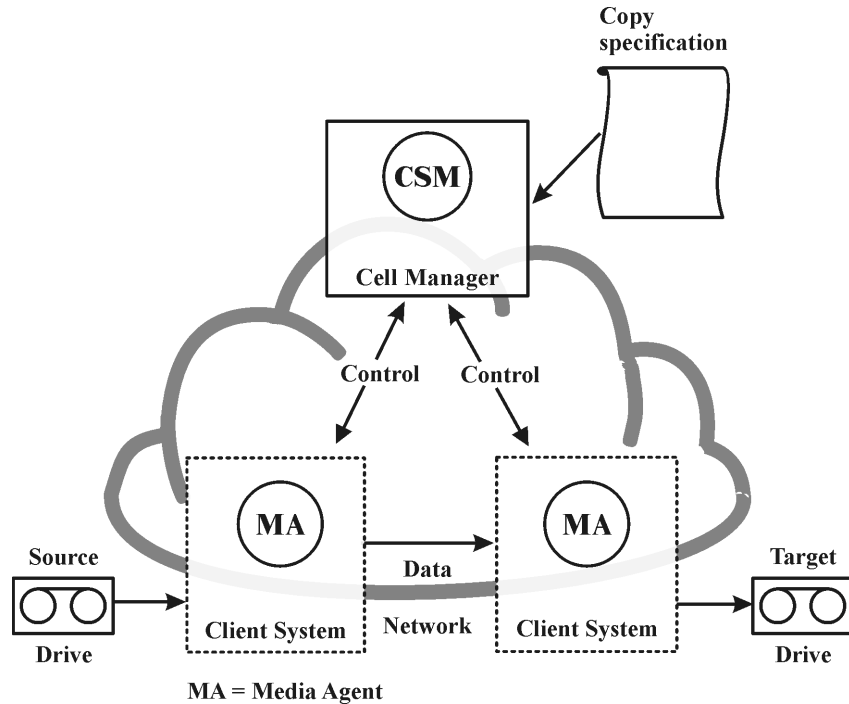 Copy
specification
CSM
Cell Manager
Control
Control
MA
MA
Source
Data
Target
Client System
Network
Client System
Drive
Drive
MA = Media Agent